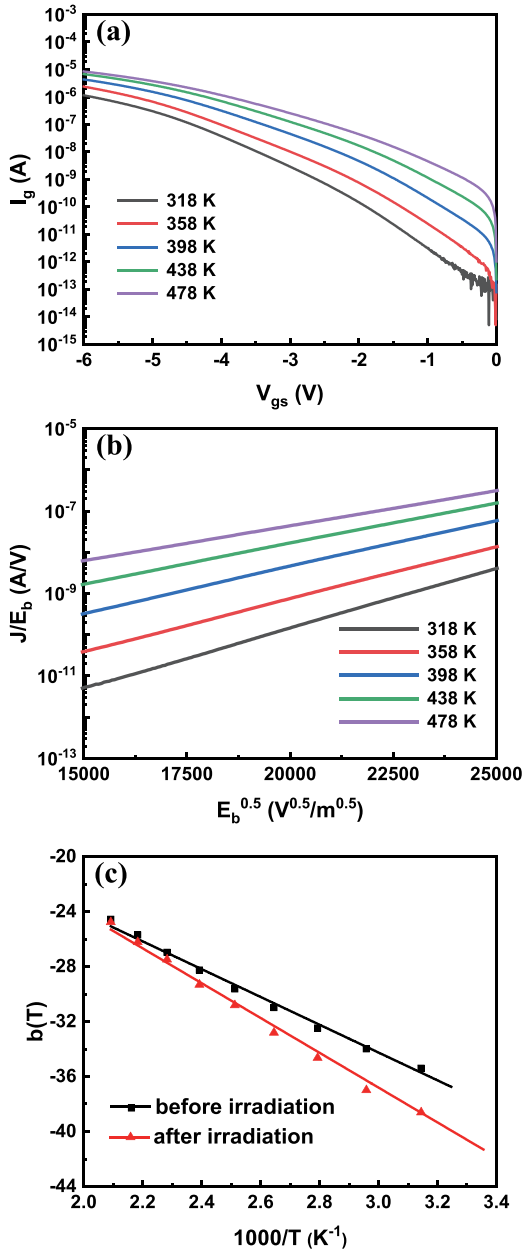 (a)
I_g (A)
10^-3
10^-4
10^-5
10^-6
10^-7
10^-8
10^-9
10^-10
10^-11
10^-12
10^-13
10^-14
10^-15
318 K
358 K
398 K
438 K
478 K
-6 -5 -4 -3 -2 -1 0
V_gs (V)
(b)
J/E_b (A/V)
10^-5
10^-7
10^-9
10^-11
10^-13
318 K
358 K
398 K
438 K
478 K
15000 17500 20000 22500 25000
E_b^0.5 (V^0.5/m^0.5)
(c)
b(T)
-20
-24
-28
-32
-36
-40
-44
before irradiation
after irradiation
2.0 2.2 2.4 2.6 2.8 3.0 3.2 3.4
1000/T (K^-1)